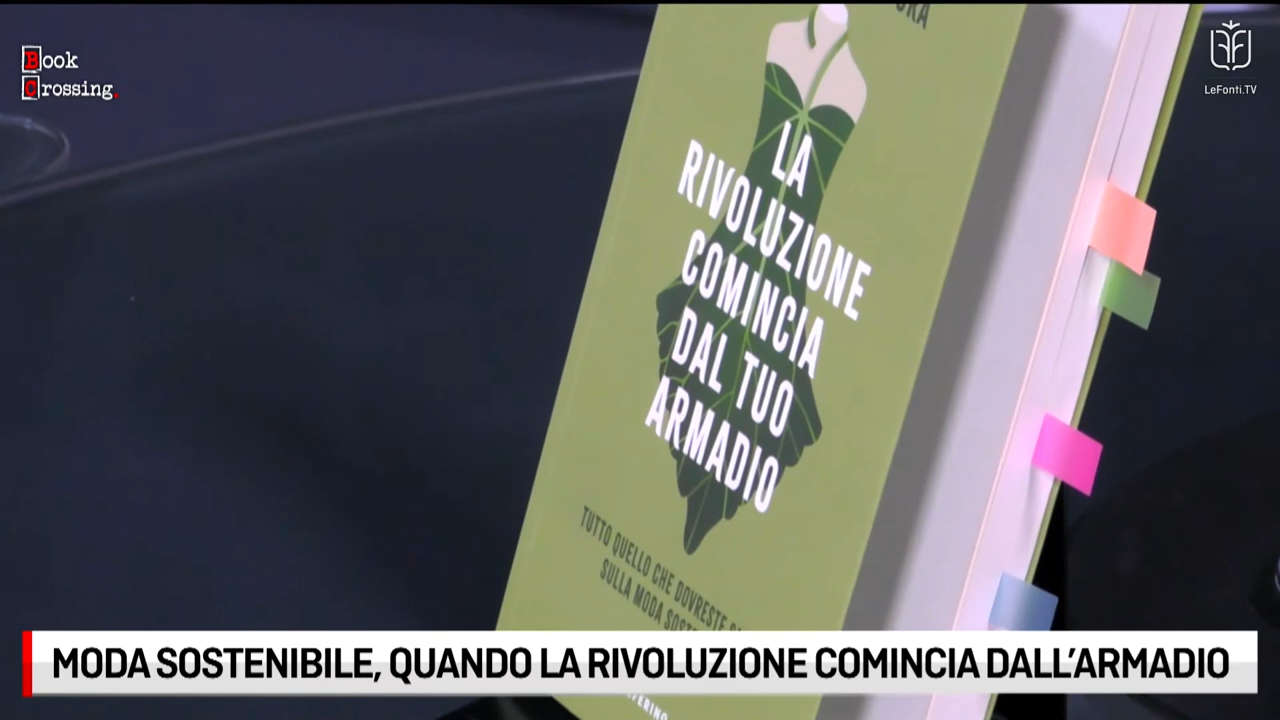 Book
Crossing.
LeFonti.TV
LA
RIVOLUZIONE
COMINCIA
DAL TUO
ARMADIO
TUTTO QUELLO CHE DOVRESTE
SULLA MODA
MODA SOSTENIBILE, QUANDO LA RIVOLUZIONE COMINCIA DALL'ARMADIO